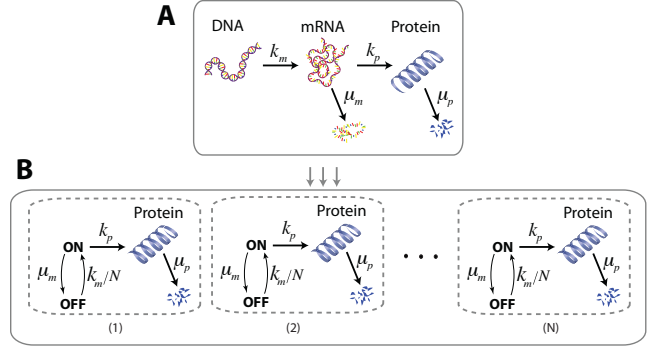 A
DNA
mRNA
Protein
k_m
k_p
μ_m
μ_p
B
Protein
ON
k_p
μ_m
k_m/N
μ_p
OFF
(1)
Protein
ON
k_p
μ_m
k_m/N
μ_p
OFF
(2)
• • •
Protein
ON
k_p
μ_m
k_m/N
μ_p
OFF
(N)